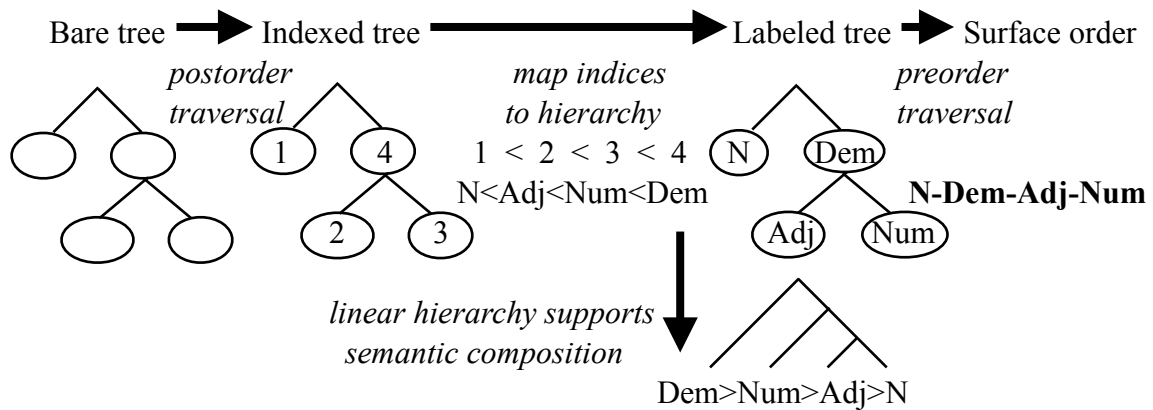 Bare tree Indexed tree Labeled tree Surface order
postorder traversal
map indices to hierarchy
preorder traversal
1 4
2 3
1 < 2 < 3 < 4
N<Adj<Num<Dem
N Dem
Adj Num
N-Dem-Adj-Num
linear hierarchy supports
semantic composition
Dem>Num>Adj>N